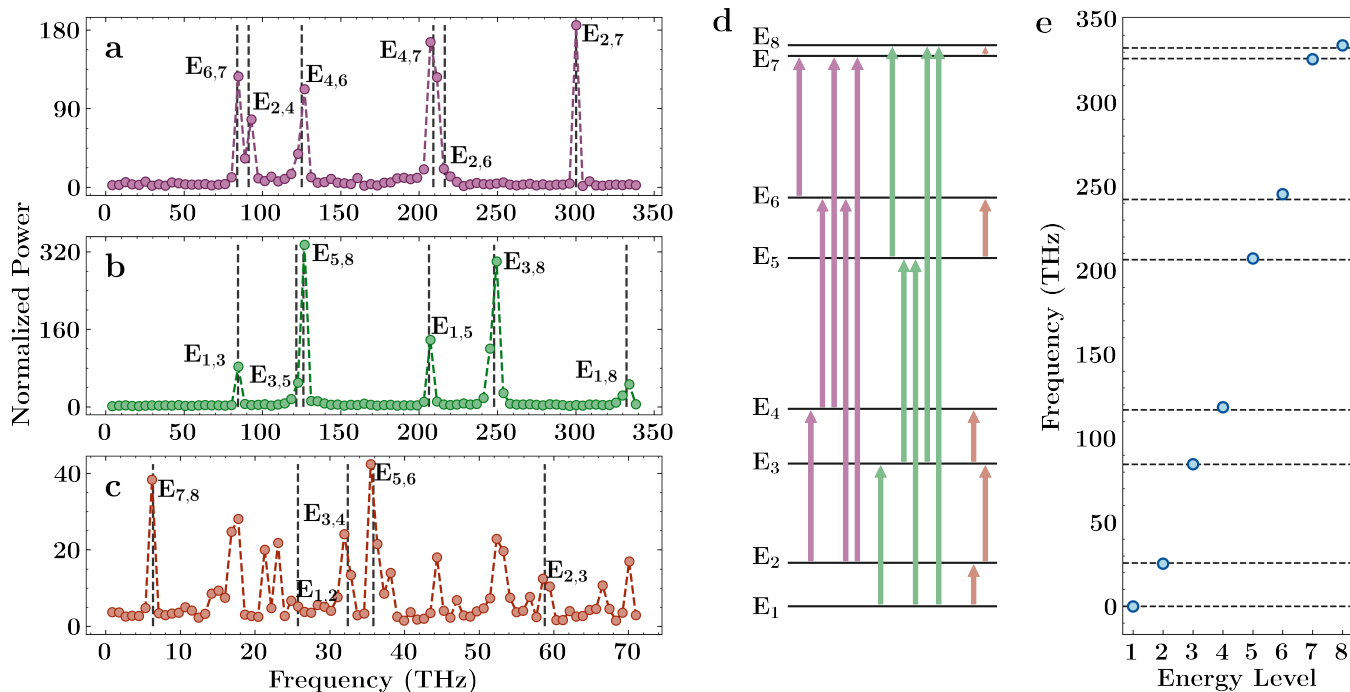 Normalized Power
a
180
90
0
E6,7
E2,4
E4,6
E4,7
E2,6
E2,7
0 50 100 150 200 250 300 350
b
320
160
0
E1,3
E3,5
E5,8
E1,5
E3,8
E1,8
0 50 100 150 200 250 300 350
c
40
20
0
E7,8
E1,2
E3,4
E5,6
E2,3
0 10 20 30 40 50 60 70
Frequency (THz)
d
E8
E7
E6
E5
E4
E3
E2
E1
e
Frequency (THz)
350
300
250
200
150
100
50
0
1 2 3 4 5 6 7 8
Energy Level